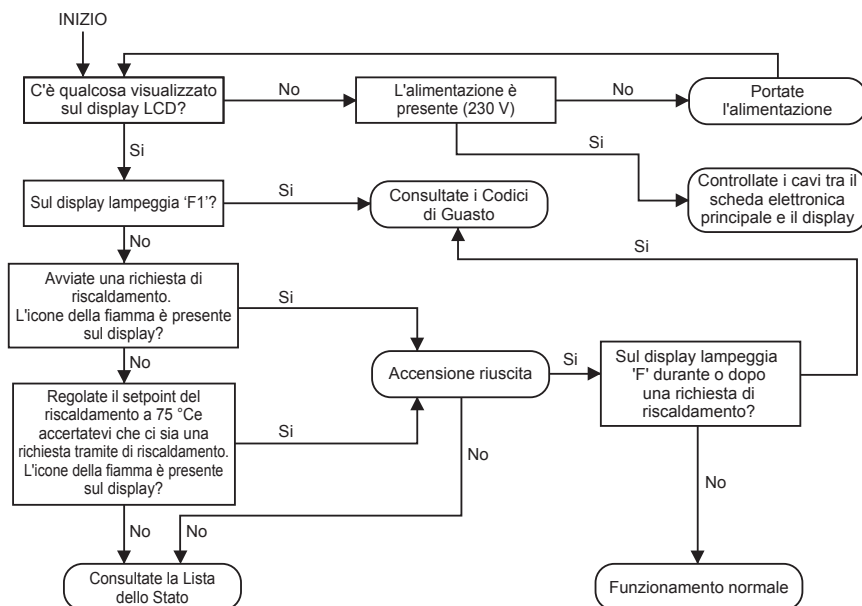 INIZIO
C'è qualcosa visualizzato
sul display LCD?
No
L'alimentazione è
presente (230 V)
No
Portate
l'alimentazione
Si
Si
Controllate i cavi tra il
scheda elettronica
principale e il display
Sul display lampeggia ‘F1’?
Si
Consultate i Codici
di Guasto
No
Si
Avviate una richiesta di
riscaldamento.
L'icone della fiamma è presente
sul display?
Si
No
Accensione riuscita
Si
Sul display lampeggia
'F' durante o dopo
una richiesta di
riscaldamento?
Regolate il setpoint del
riscaldamento a 75 °Ce
accertatevi che ci sia una
richiesta tramite di riscaldamento.
L'icone della fiamma è presente
sul display?
Si
No
No
No
No
Consultate la Lista
dello Stato
Funzionamento normale